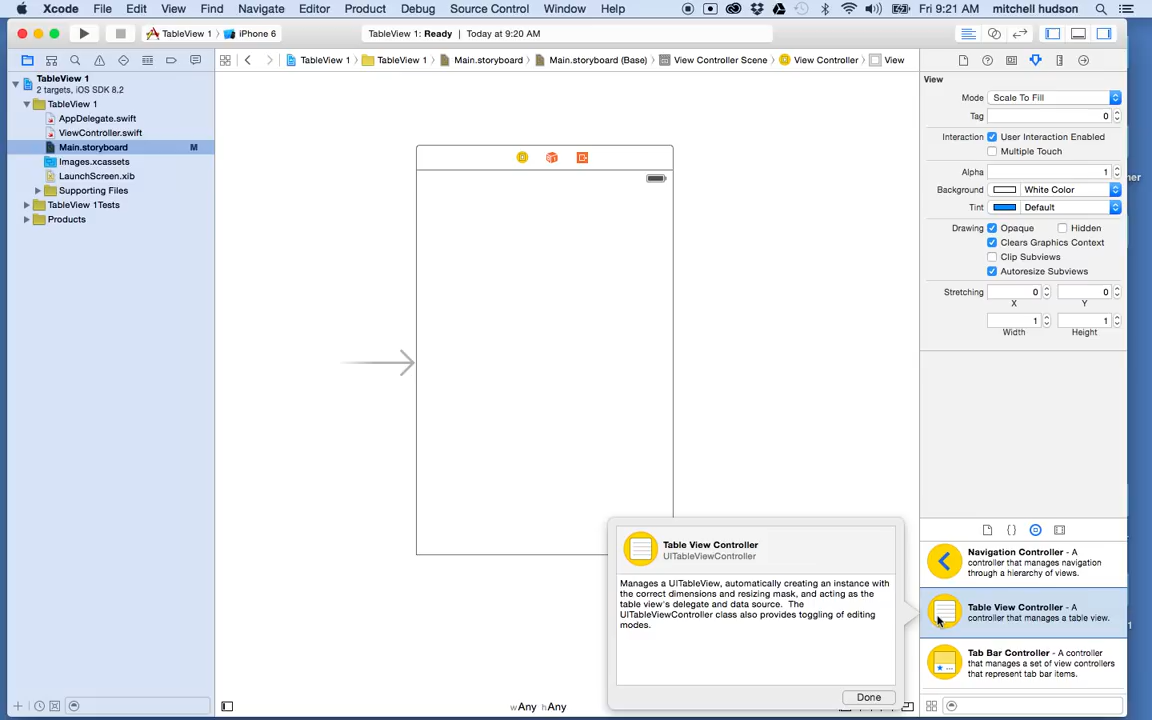 Xcode File Edit View Find Navigate Editor Product Debug Source Control Window Help Fri 9:21 AM mitchell hudson
TableView 1 iPhone 6 TableView 1: Ready | Today at 9:20 AM
TableView 1 TableView 1 Main.storyboard Main.storyboard (Base) View Controller Scene View Controller View
TableView 1
2 targets, iOS SDK 8.2
TableView 1
AppDelegate.swift
ViewController.swift
Main.storyboard M
Images.xcassets
LaunchScreen.xib
Supporting Files
TableView 1Tests
Products
View
Mode Scale To Fill
Tag 0
Interaction User Interaction Enabled
Multiple Touch
Alpha 1
Background White Color
Tint Default
Drawing Opaque Hidden
Clears Graphics Context
Clip Subviews
Autoresize Subviews
Stretching 0 0
X Y
1 1
Width Height
Table View Controller
UITableViewController
Manages a UITableView, automatically creating an instance with
the correct dimensions and resizing mask, and acting as the
table view's delegate and data source. The
UITableViewController class also provides toggling of editing
modes.
Done
Navigation Controller - A
controller that manages navigation
through a hierarchy of views.
Table View Controller - A
controller that manages a table view.
Tab Bar Controller - A controller
that manages a set of view controllers
that represent tab bar items.
wAny hAny
ner
1